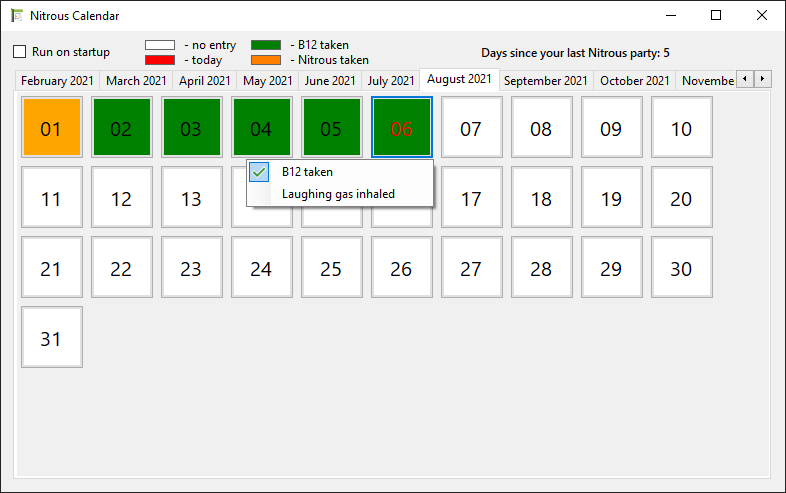 Nitrous Calendar
Run on startup
- no entry
- B12 taken
- today
- Nitrous taken
Days since your last Nitrous party: 5
February 2021 March 2021 April 2021 May 2021 June 2021 July 2021 August 2021 September 2021 October 2021 Novembe
01 02 03 04 05 06 07 08 09 10
B12 taken
Laughing gas inhaled
11 12 13 17 18 19 20
21 22 23 24 25 26 27 28 29 30
31